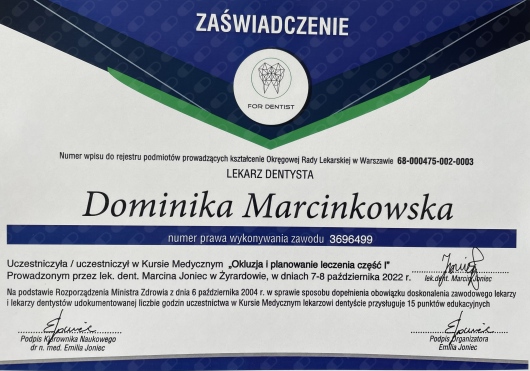 ZAŚWIADCZENIE
FOR DENTIST
Numer wpisu do rejestru podmiotów prowadzących kształcenie Okręgowej Rady Lekarskiej w Warszawie 68-000475-002-0003
LEKARZ DENTYSTA
Dominika Marcinkowska
numer prawa wykonywania zawodu 3696499
Uczestniczyła / uczestniczył w Kursie Medycznym „Okluzja i planowanie leczenia część I"
Prowadzonym przez lek. dent. Marcina Joniec w Żyrardowie, w dniach 7-8 października 2022 r.
lek.dent. Marcin Joniec
Na podstawie Rozporządzenia Ministra Zdrowia z dnia 6 października 2004 r. w sprawie sposobu dopełnienia obowiązku doskonalenia zawodowego lekarzy
i lekarzy dentystów udokumentowanej liczbie godzin uczestnictwa w Kursie Medycznym lekarzowi dentyście przysługuje 15 punktów edukacyjnych
Podpis Kierownika Naukowego
dr n. med. Emilia Joniec
Podpis Organizatora
Emilia Joniec